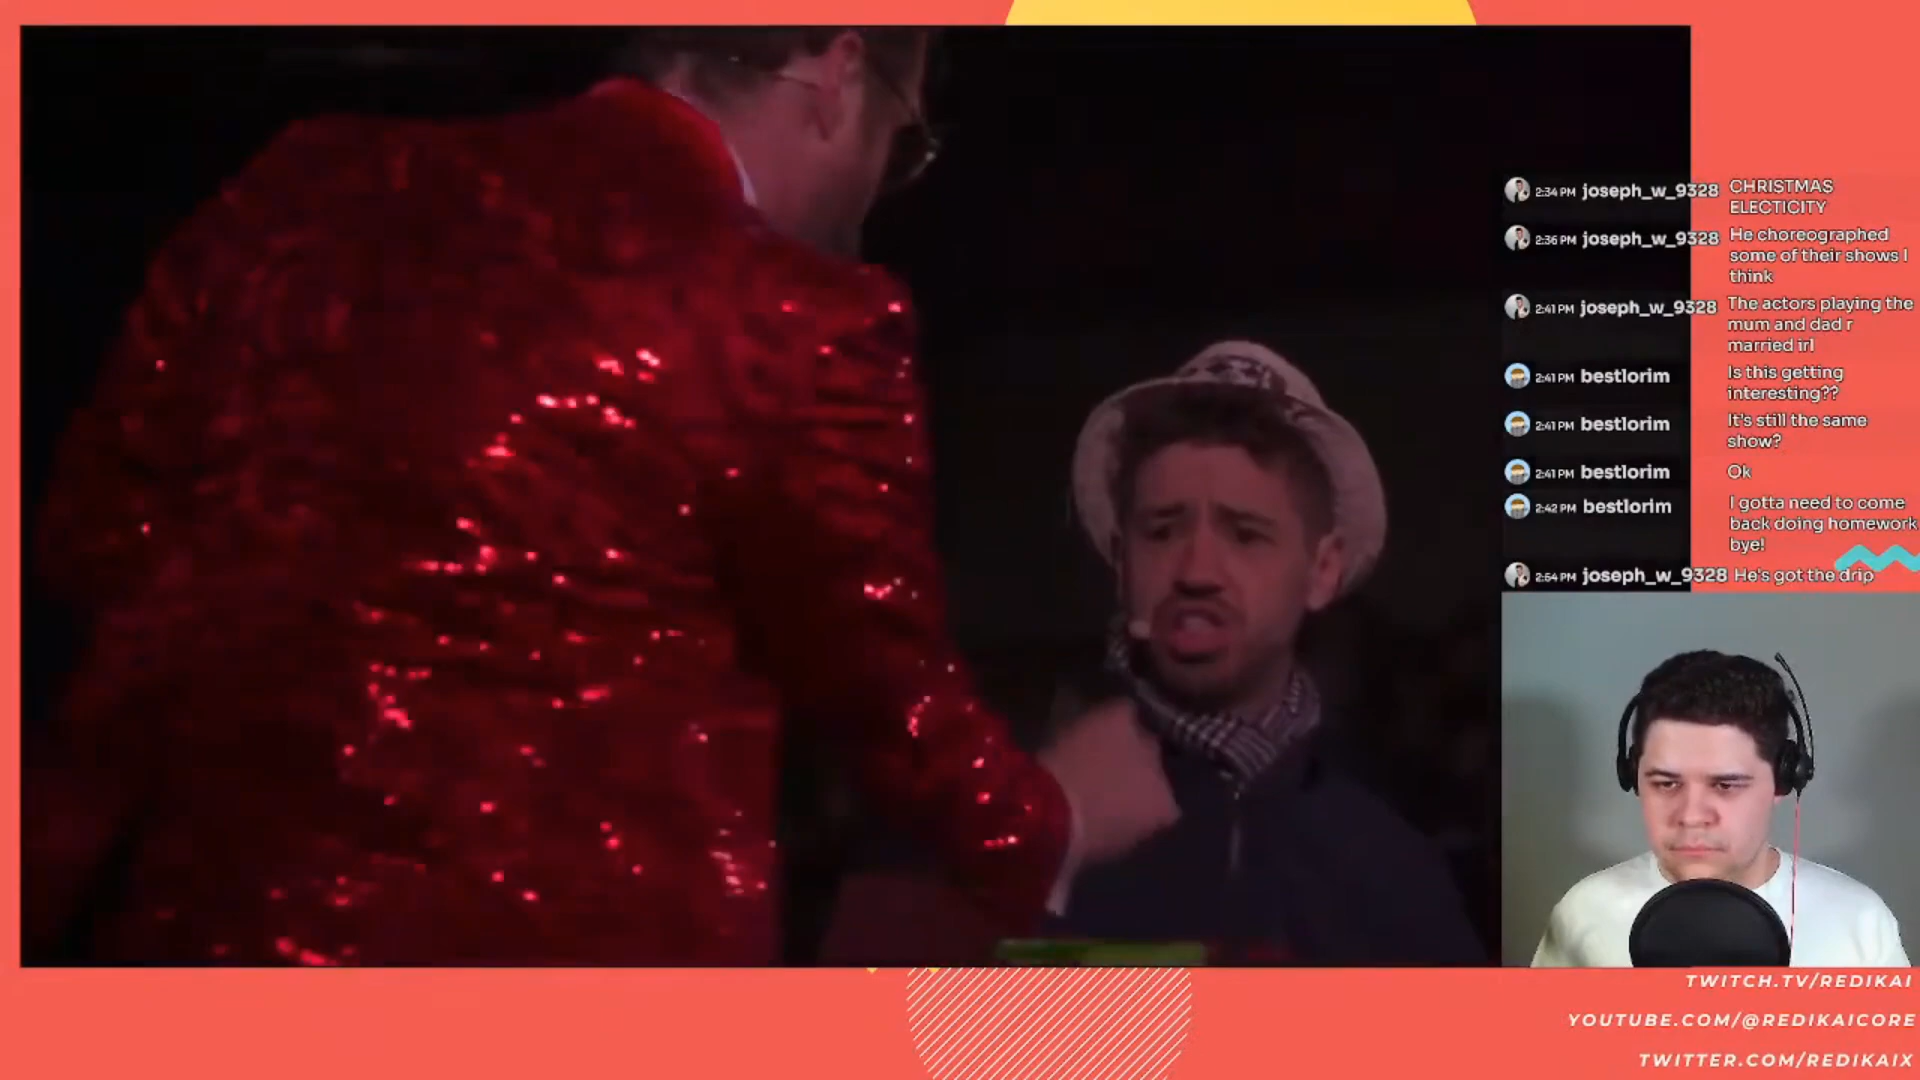 2:34 PM joseph_w_9328 CHRISTMAS
ELECTICITY
2:36 PM joseph_w_9328 He choreographed
some of their shows I
think
2:41 PM joseph_w_9328 The actors playing the
mum and dad r
married irl
2:41 PM bestlorim Is this getting
interesting??
2:41 PM bestlorim It's still the same
show?
2:41 PM bestlorim Ok
2:42 PM bestlorim I gotta need to come
back doing homework
bye!
2:54 PM joseph_w_9328 He's got the drip
TWITCH.TV/REDIKAI
YOUTUBE.COM/@REDIKAICORE
TWITTER.COM/REDIKAIX